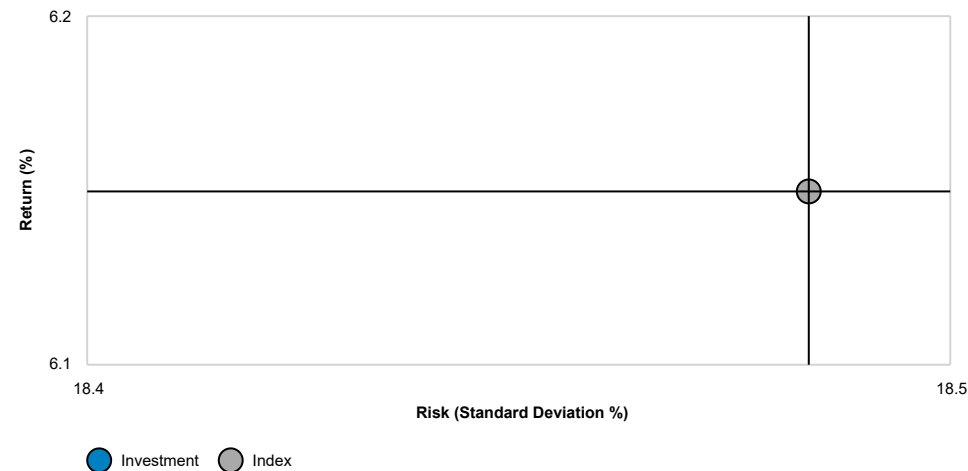 6.2
Return (%)
6.1
18.4
18.5
Risk (Standard Deviation %)
Investment Index